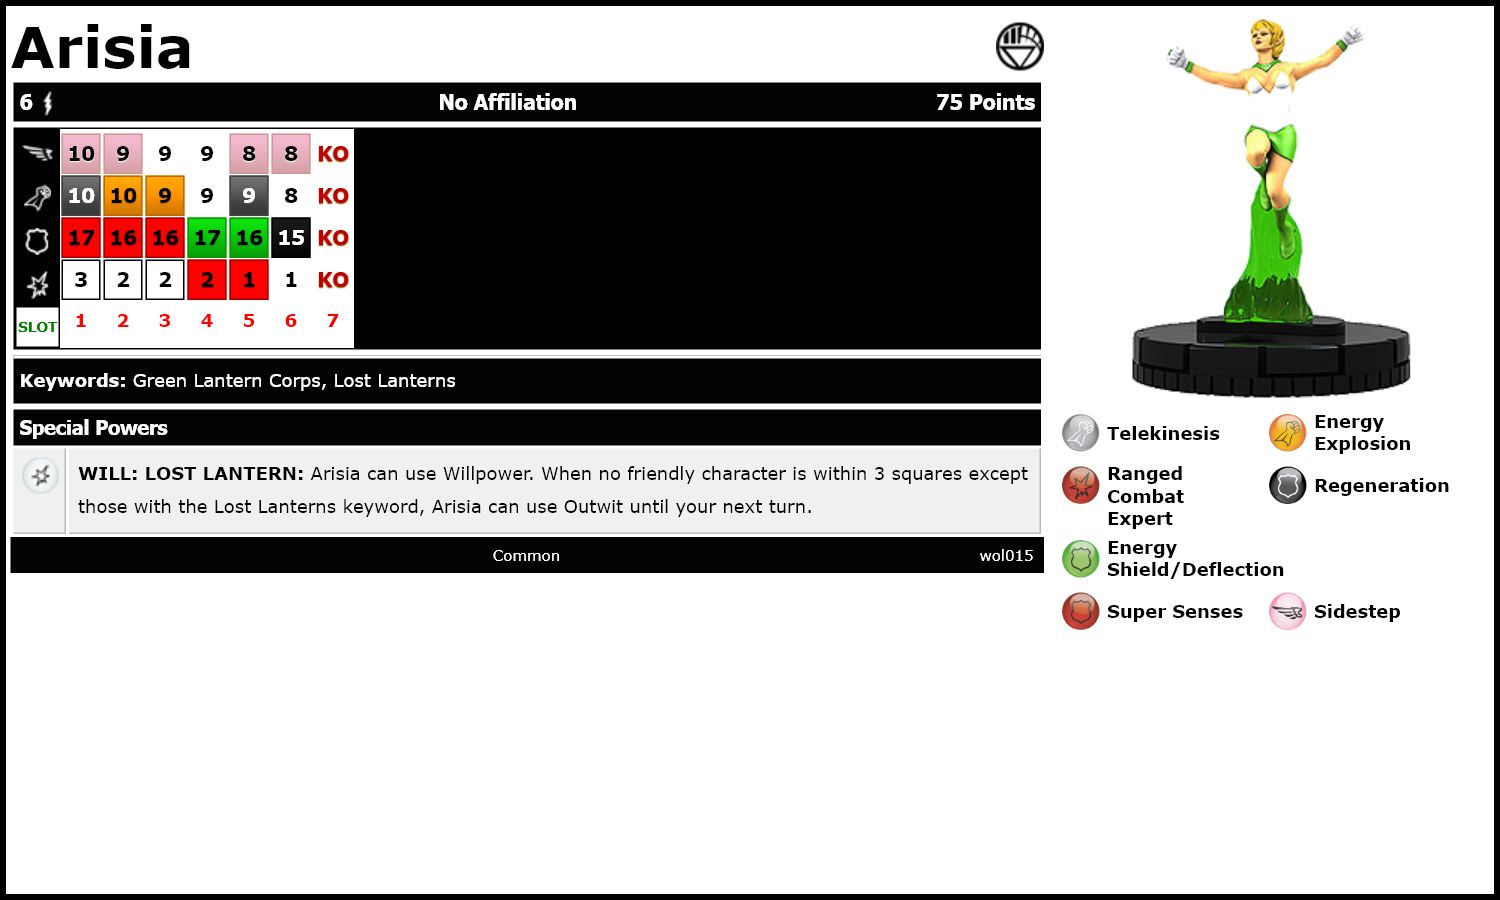 Arisia
6 No Affiliation 75 Points
10 9 9 9 8 8 KO
10 10 9 9 9 8 KO
17 16 16 17 16 15 KO
3 2 2 2 1 1 KO
SLOT 1 2 3 4 5 6 7
Keywords: Green Lantern Corps, Lost Lanterns
Special Powers
WILL: LOST LANTERN: Arisia can use Willpower. When no friendly character is within 3 squares except
those with the Lost Lanterns keyword, Arisia can use Outwit until your next turn.
Common wol015
Telekinesis
Energy
Explosion
Ranged
Combat
Expert
Regeneration
Energy
Shield/Deflection
Super Senses
Sidestep